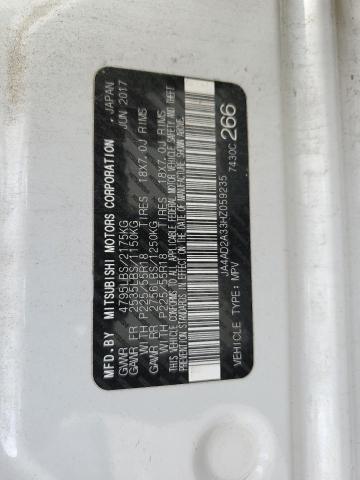 MFD.BY MITSUBISHI MOTORS CORPORATION , JAPAN
GVWR 4795LBS/2175KG JUN 2017
GAWR FR 2535LBS/1150KG
WITH P225/55R18 TIRES 18X7.0J RIMS
GAWR RR 2756LBS/1250KG
WITH P225/55R18 TIRES 18X7.0J RIMS
THIS VEHICLE CONFORMS TO ALL APPLICABLE
FEDERAL MOTOR VEHICLE SAFETY AND THEFT
PREVENTION STANDARDS IN EFFECT ON
THE DATE OF MANUFACTURE SHOWN ABOVE.
JA4AD2A33HZ059235 7430C 266
VEHICLE TYPE: MPV